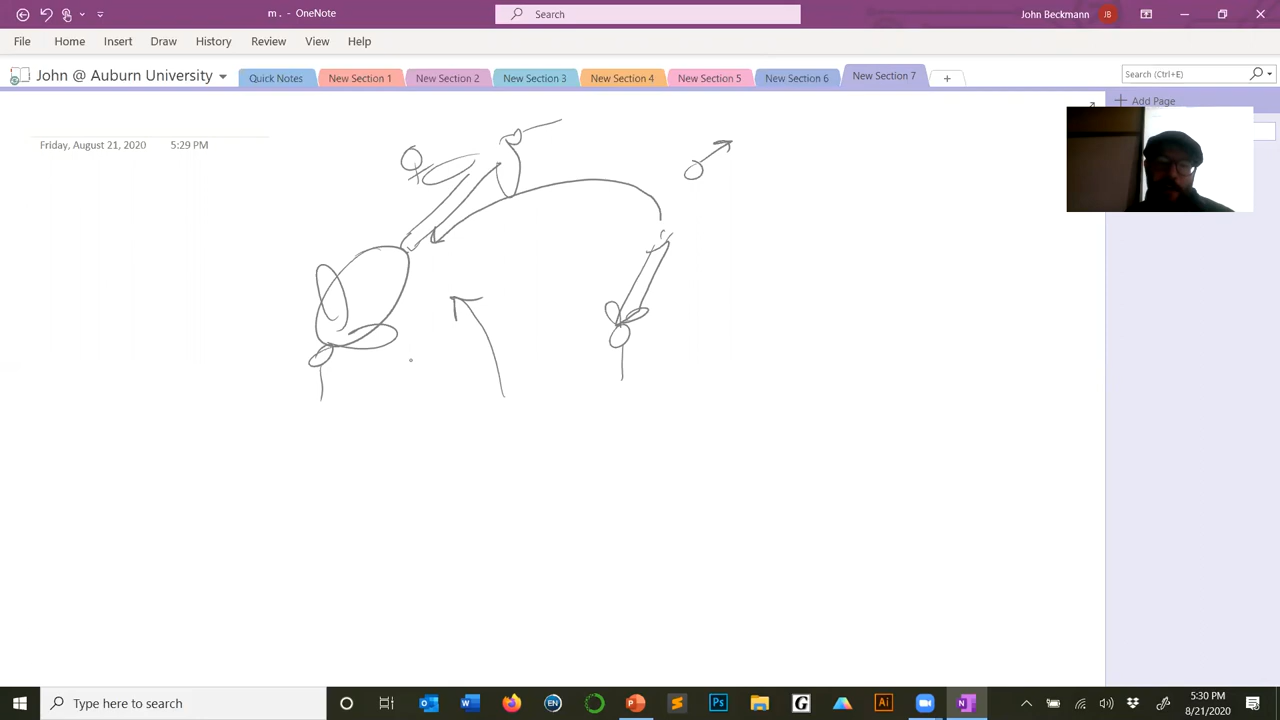 m . - OneNote
Search
John Beckmann
JB
File Home Insert Draw History Review View Help
John @ Auburn University
Quick Notes New Section 1 New Section 2 New Section 3 New Section 4 New Section 5 New Section 6 New Section 7
Search (Ctrl+E)
Add Page
Friday, August 21, 2020 5:29 PM
♀
♂
Type here to search
EN
Ps
G
Ai
5:30 PM
8/21/2020